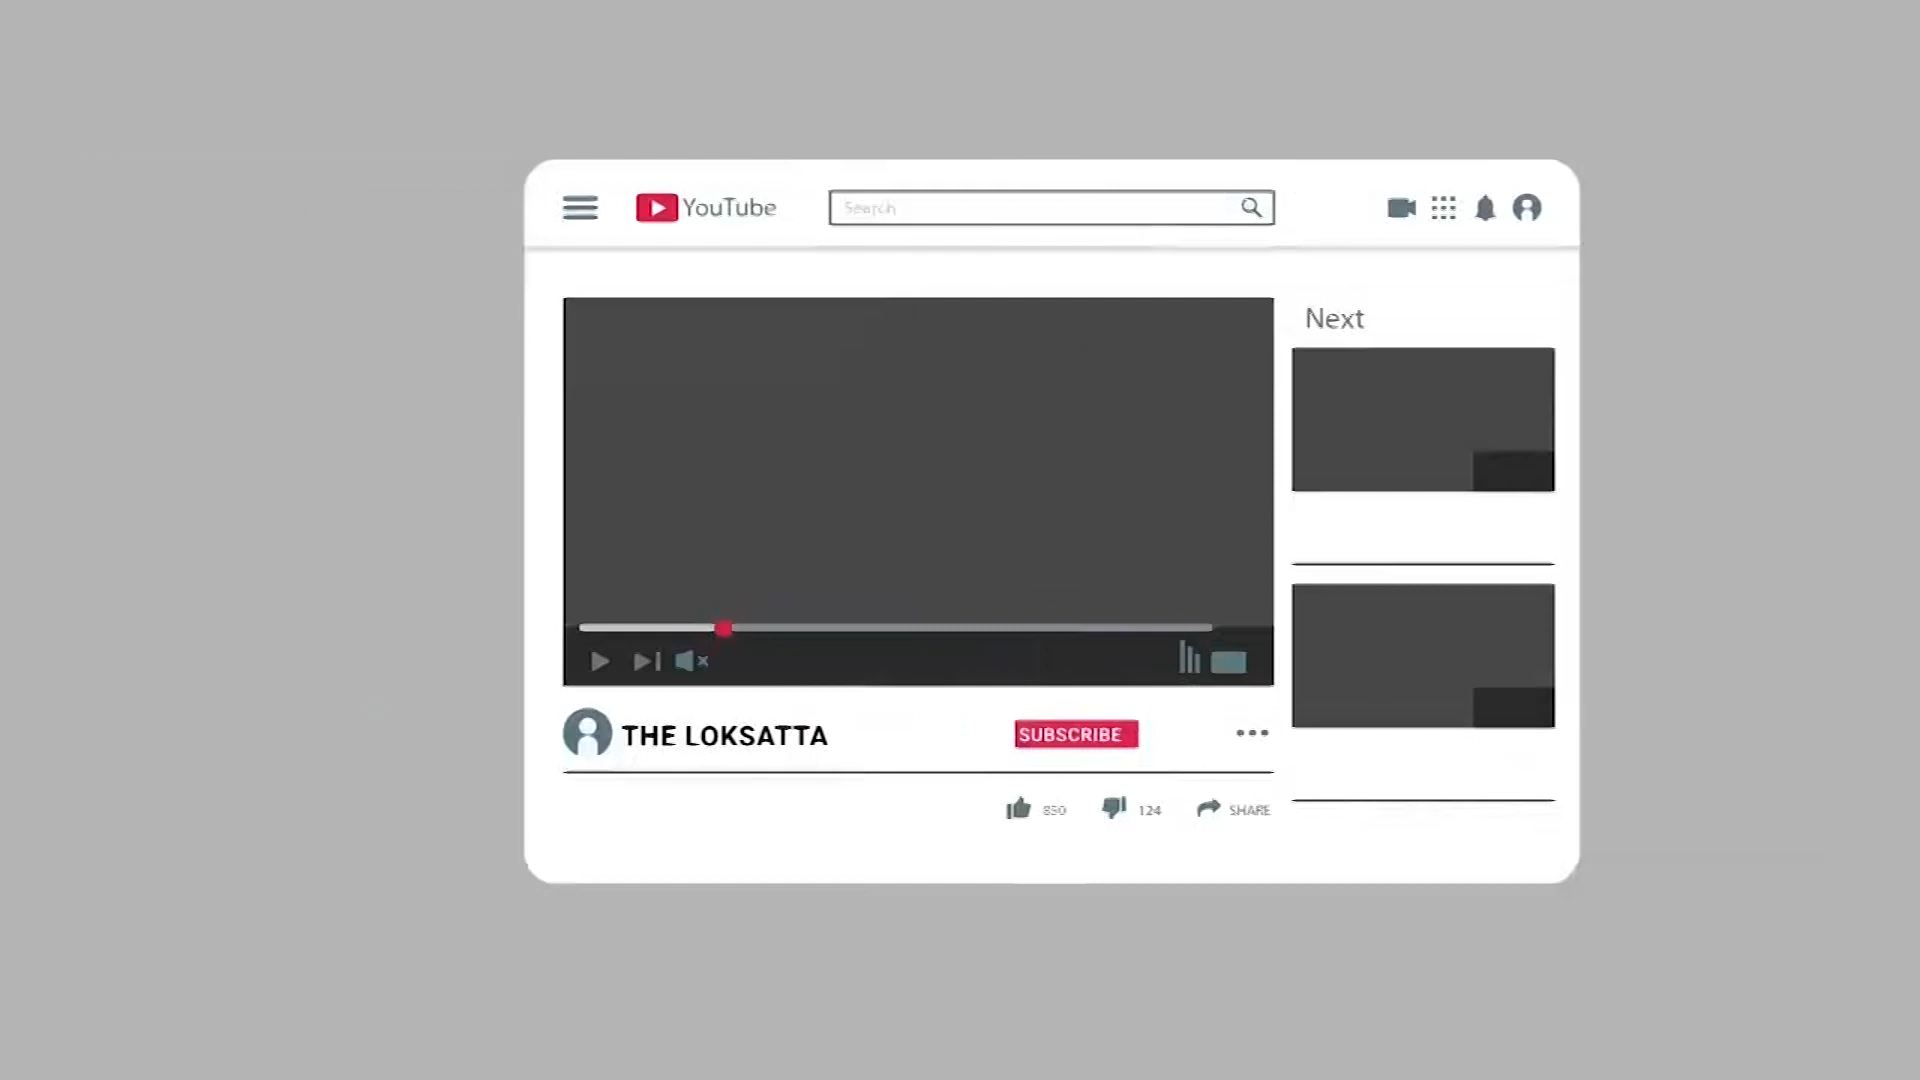 YouTube
Search
Next
THE LOKSATTA
SUBSCRIBE
124
SHARE